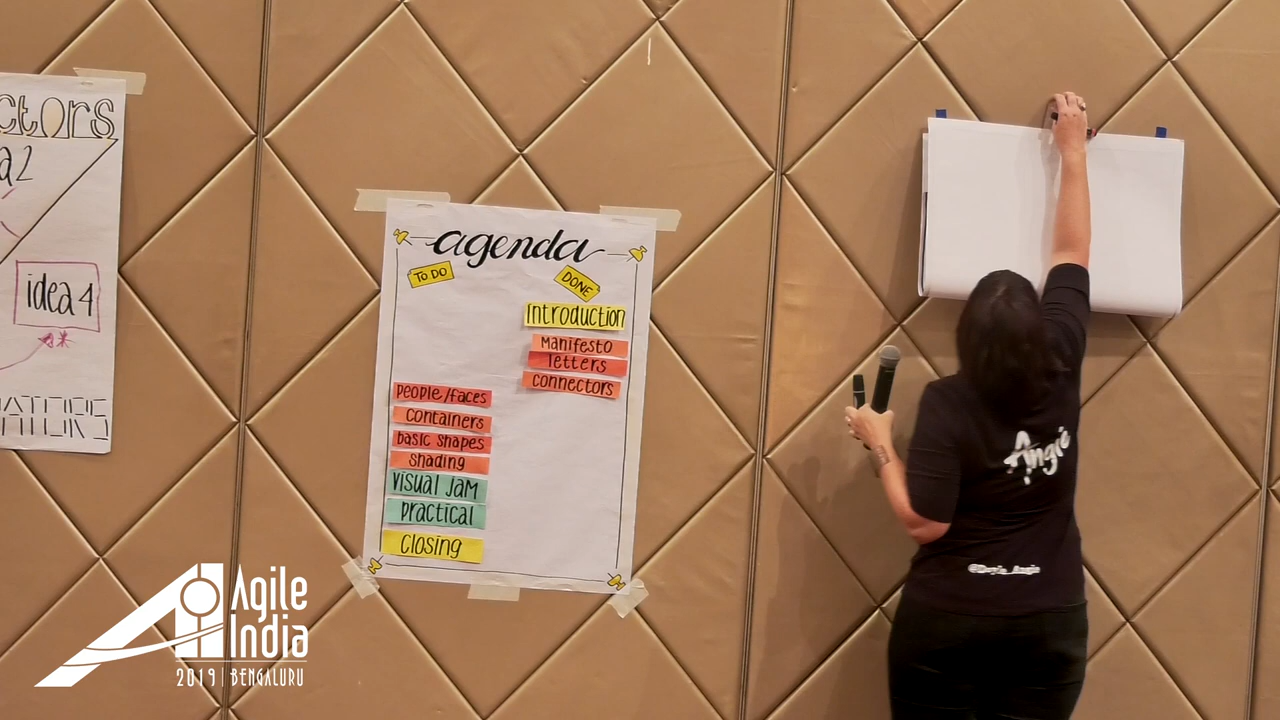 ctors
a2
idea 4
agenda
TO DO
DONE
Introduction
Manifesto
letters
connectors
People/faces
containers
basic shapes
shading
Visual Jam
practical
closing
Angie
Agile
India
2019 | BENGALURU